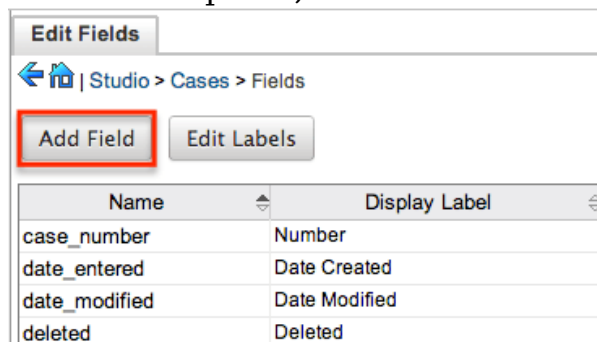 Edit Fields
| Studio > Cases > Fields
Add Field Edit Labels
Name Display Label
case_number Number
date_entered Date Created
date_modified Date Modified
deleted Deleted